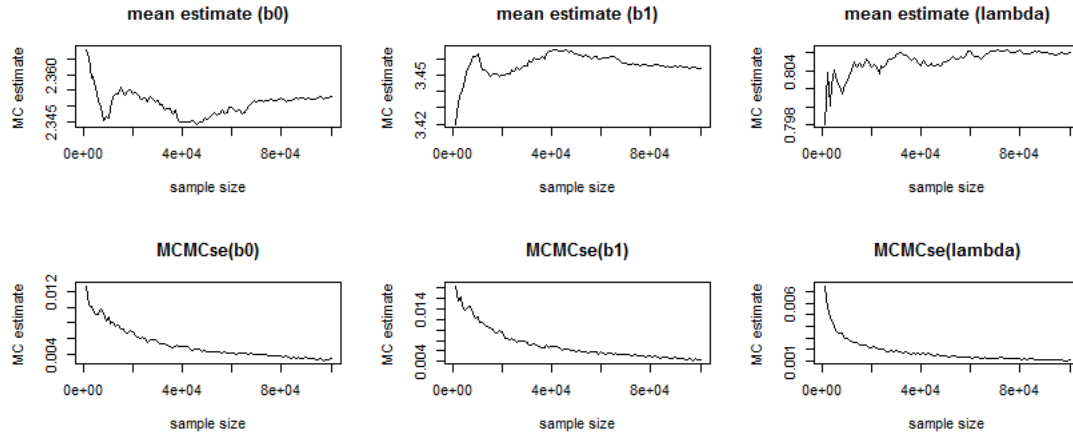 mean estimate (b0)
MC estimate
2.345
2.360
0e+00
4e+04
8e+04
sample size
mean estimate (b1)
MC estimate
3.42
3.45
0e+00
4e+04
8e+04
sample size
mean estimate (lambda)
MC estimate
0.798
0.804
0e+00
4e+04
8e+04
sample size
MCMCse(b0)
MC estimate
0.004
0.012
0e+00
4e+04
8e+04
sample size
MCMCse(b1)
MC estimate
0.004
0.014
0e+00
4e+04
8e+04
sample size
MCMCse(lambda)
MC estimate
0.001
0.006
0e+00
4e+04
8e+04
sample size